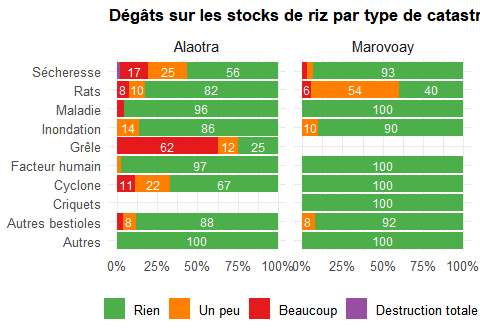 Dégâts sur les stocks de riz par type de catastr
Alaotra Marovoay
Sécheresse 17 25 56 93
Rats 8 10 82 6 54 40
Maladie 96 100
Inondation 14 86 10 90
Grêle 62 12 25
Facteur humain 97 100
Cyclone 11 22 67 100
Criquets 100
Autres bestioles 8 88 8 92
Autres 100 100
0% 25% 50% 75% 100% 0% 25% 50% 75% 100%
Rien Un peu Beaucoup Destruction totale